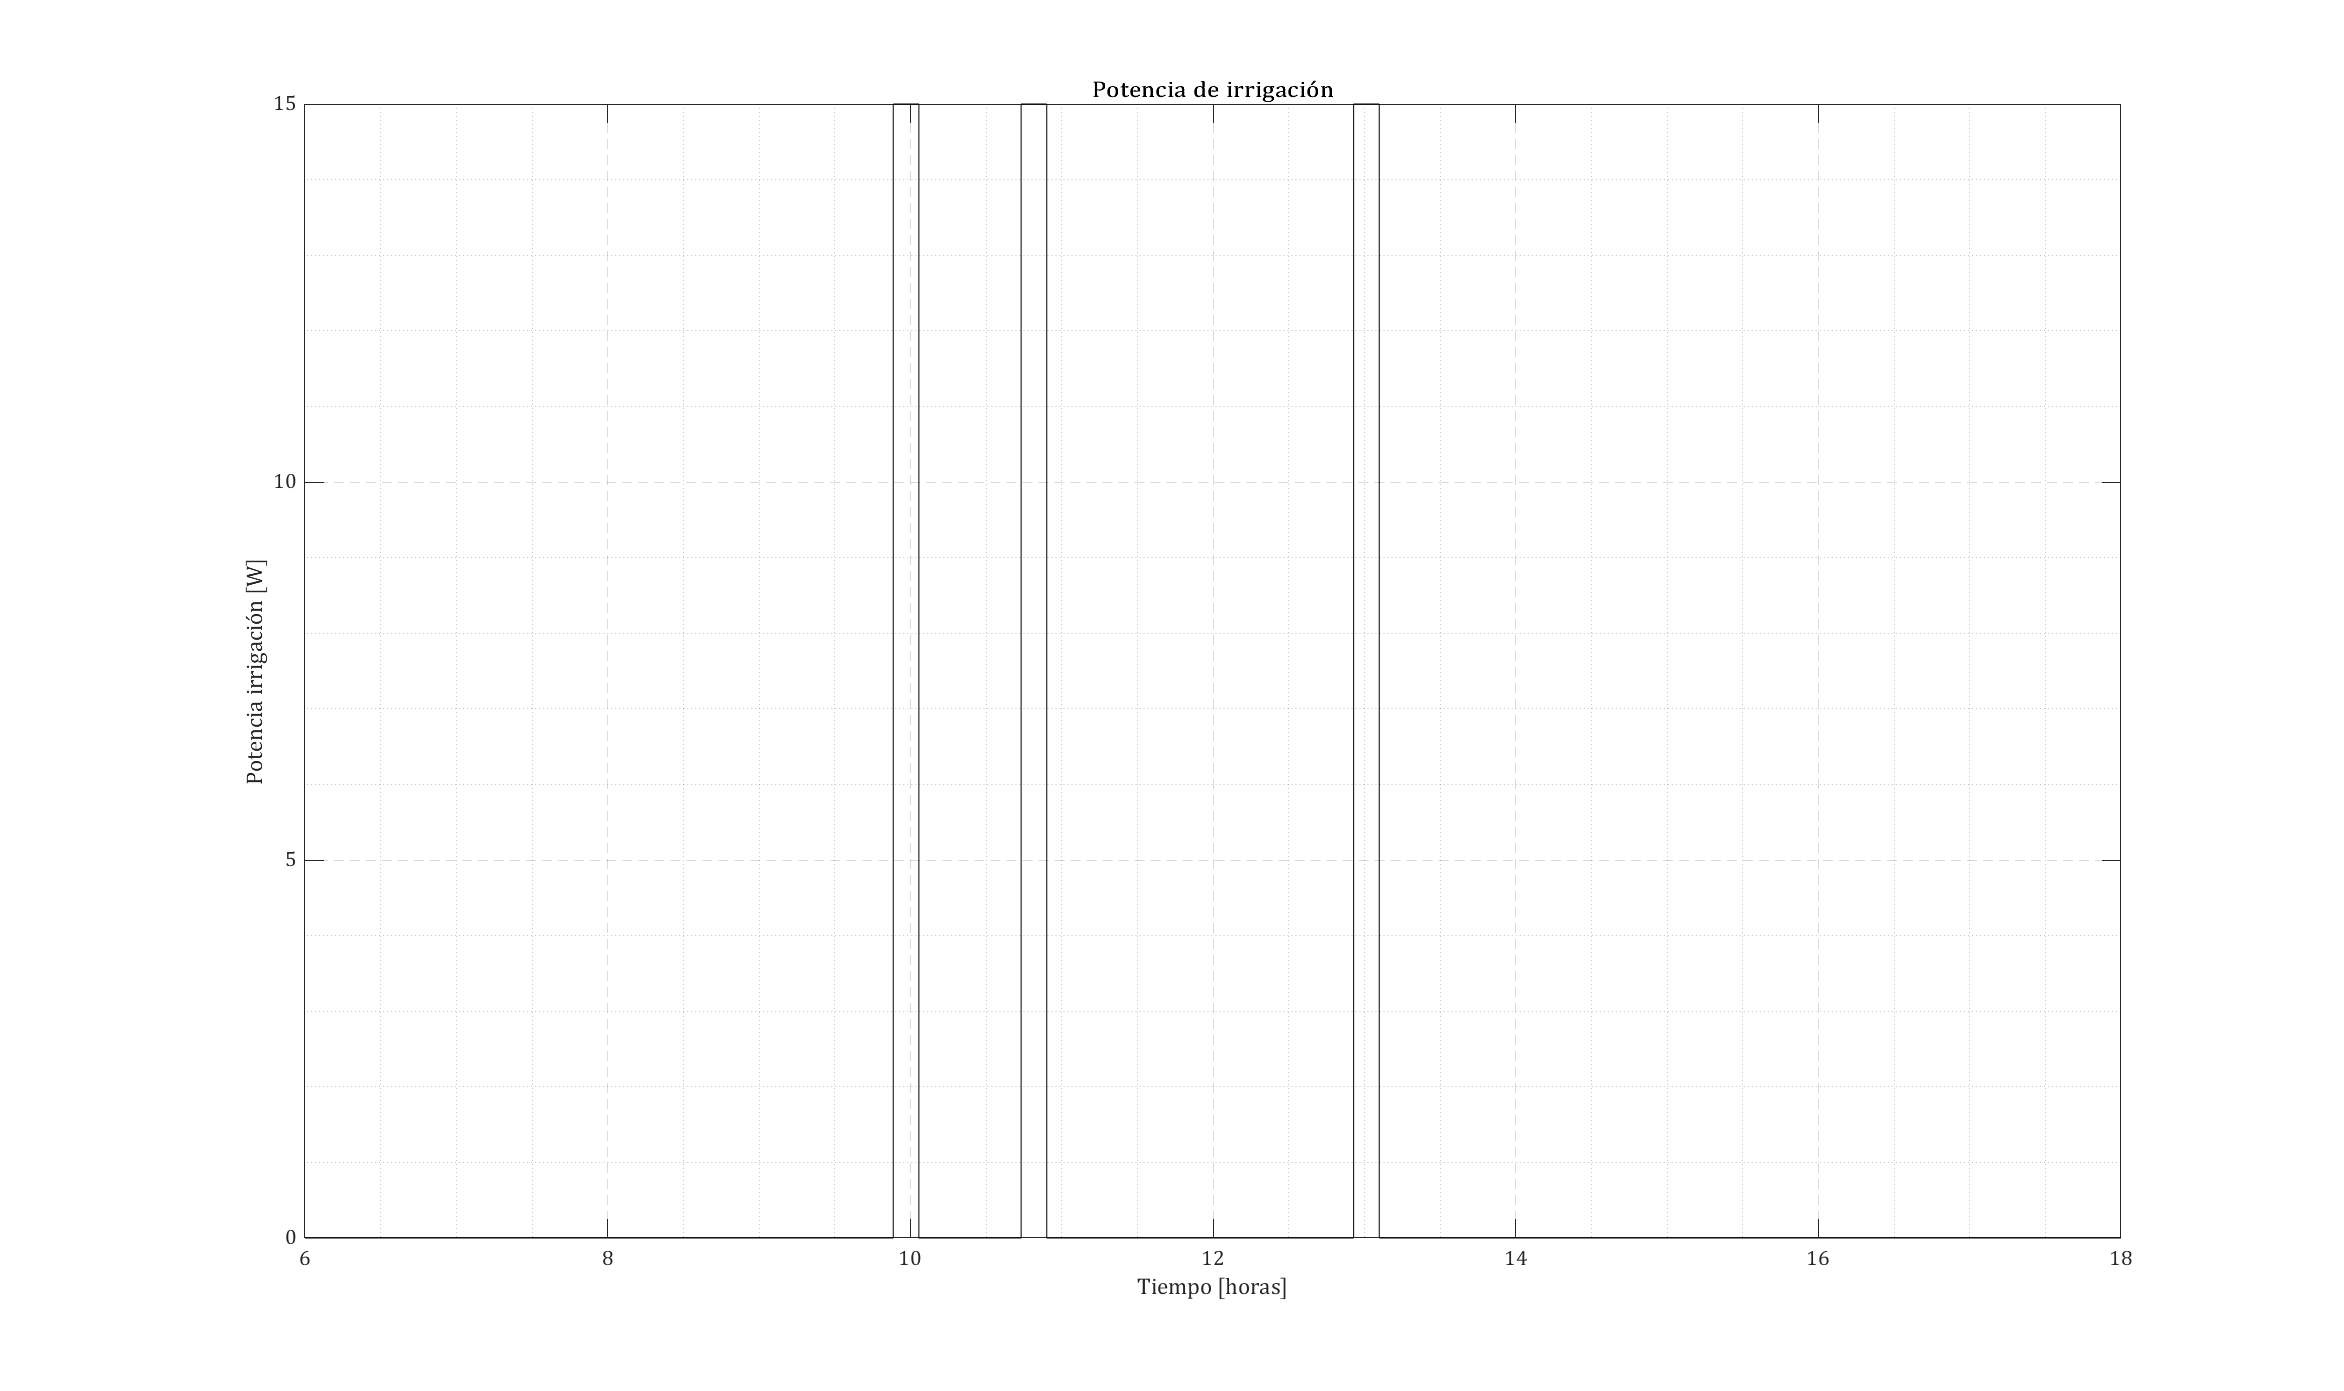 Potencia de irrigación
15
10
5
0
Potencia irrigación [W]
6 8 10 12 14 16 18
Tiempo [horas]